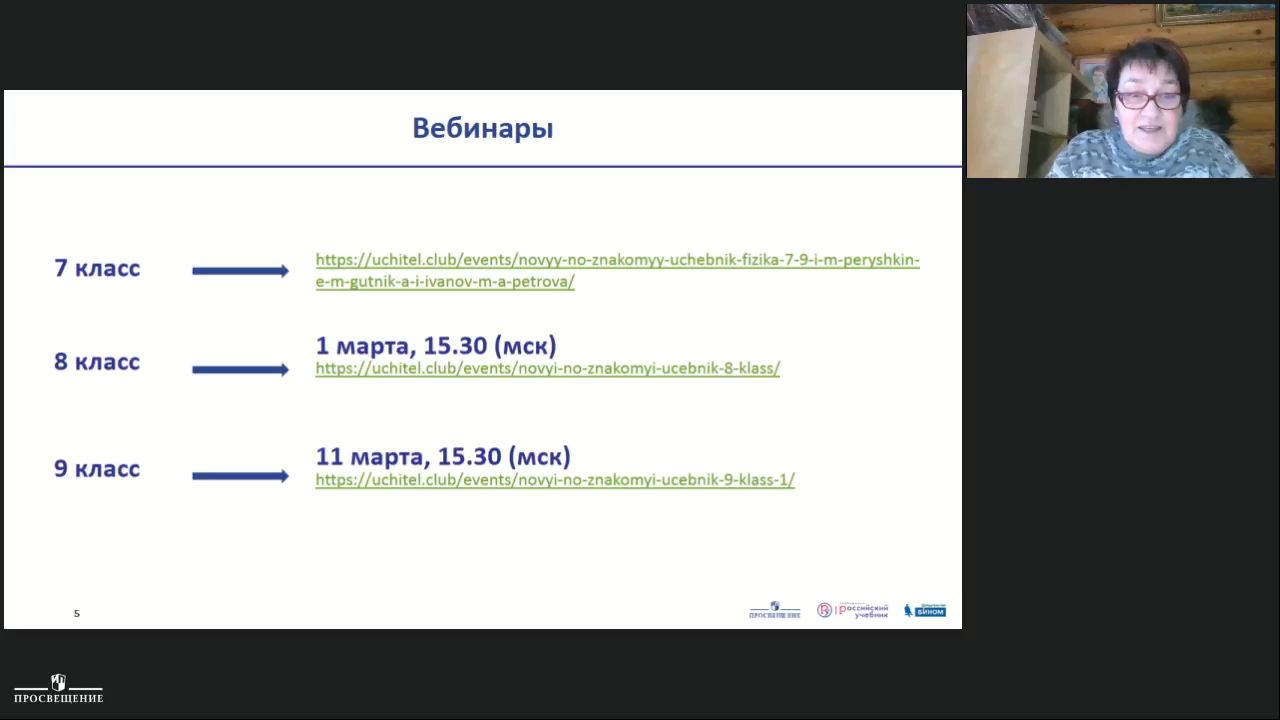 Вебинары
7 класс
https://uchitel.club/events/novyy-no-znakomyy-uchebnik-fizika-7-9-i-m-peryshkin-
e-m-gutnik-a-i-ivanov-m-a-petrova/
8 класс
1 марта, 15.30 (мск)
https://uchitel.club/events/novyi-no-znakomyi-ucebnik-8-klass/
9 класс
11 марта, 15.30 (мск)
https://uchitel.club/events/novyi-no-znakomyi-ucebnik-9-klass-1/
5
ПРОСВЕЩЕНИЕ
российский
учебник
БИНОМ
ПРОСВЕЩЕНИЕ